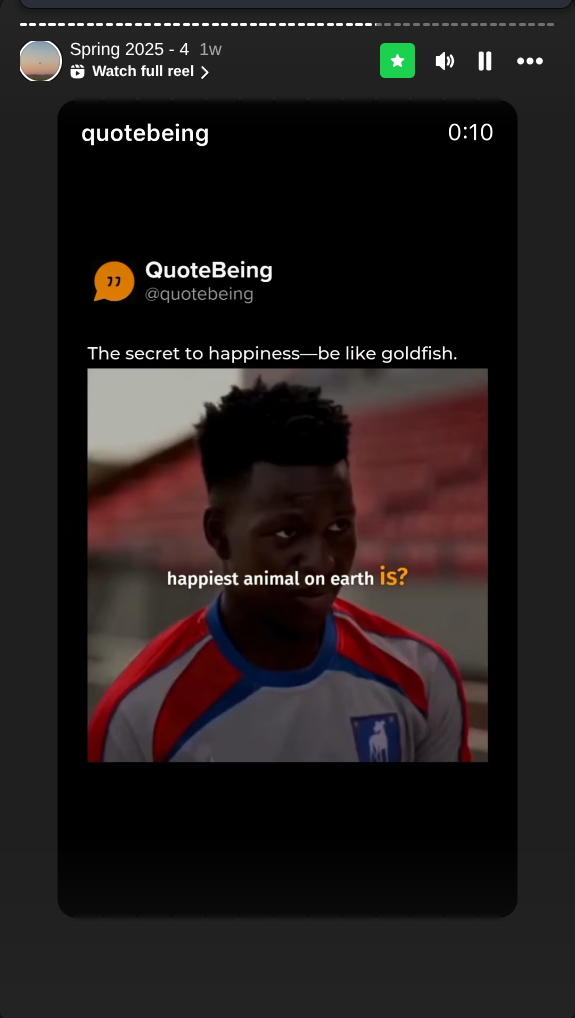 Spring 2025 - 4 1w
Watch full reel
quotebeing 0:10
QuoteBeing
@quotebeing
The secret to happiness—be like goldfish.
happiest animal on earth is?